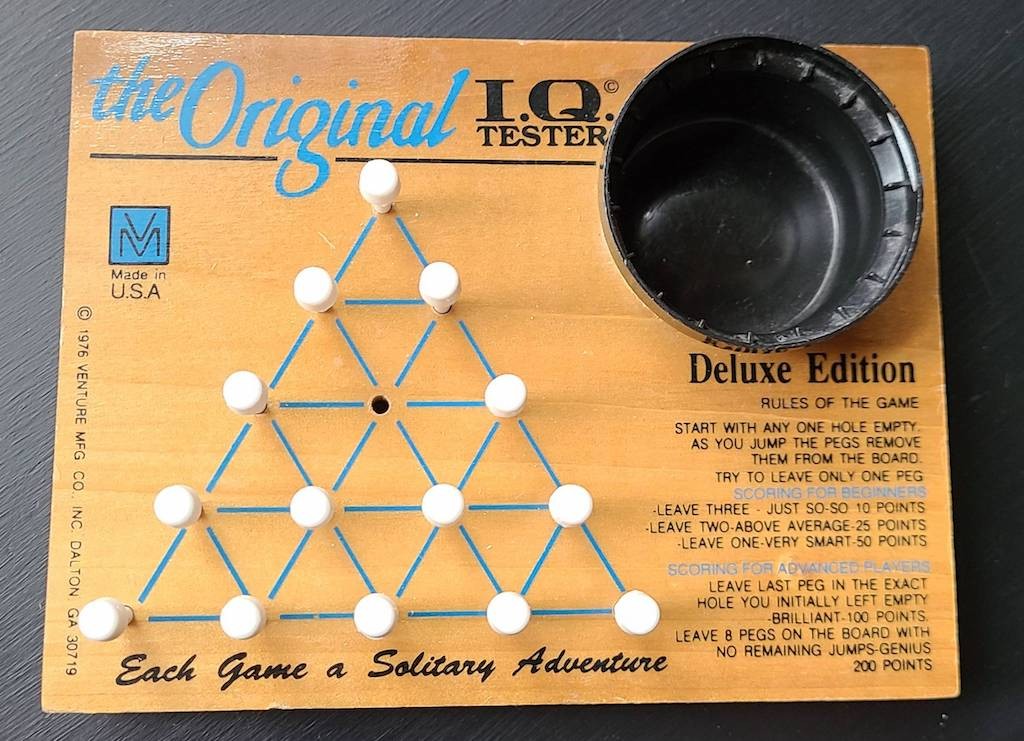 the Original I.Q. ©
TESTER
VM
Made in
U.S.A
© 1976 VENTURE MFG CO., INC. DALTON, GA 30719
Deluxe Edition
RULES OF THE GAME
START WITH ANY ONE HOLE EMPTY.
AS YOU JUMP THE PEGS REMOVE
THEM FROM THE BOARD.
TRY TO LEAVE ONLY ONE PEG
SCORING FOR BEGINNERS
-LEAVE THREE - JUST SO-SO 10 POINTS
-LEAVE TWO-ABOVE AVERAGE-25 POINTS
-LEAVE ONE-VERY SMART-50 POINTS
SCORING FOR ADVANCED PLAYERS
LEAVE LAST PEG IN THE EXACT
HOLE YOU INITIALLY LEFT EMPTY
-BRILLIANT-100 POINTS.
LEAVE 8 PEGS ON THE BOARD WITH
NO REMAINING JUMPS-GENIUS
200 POINTS
Each Game a Solitary Adventure